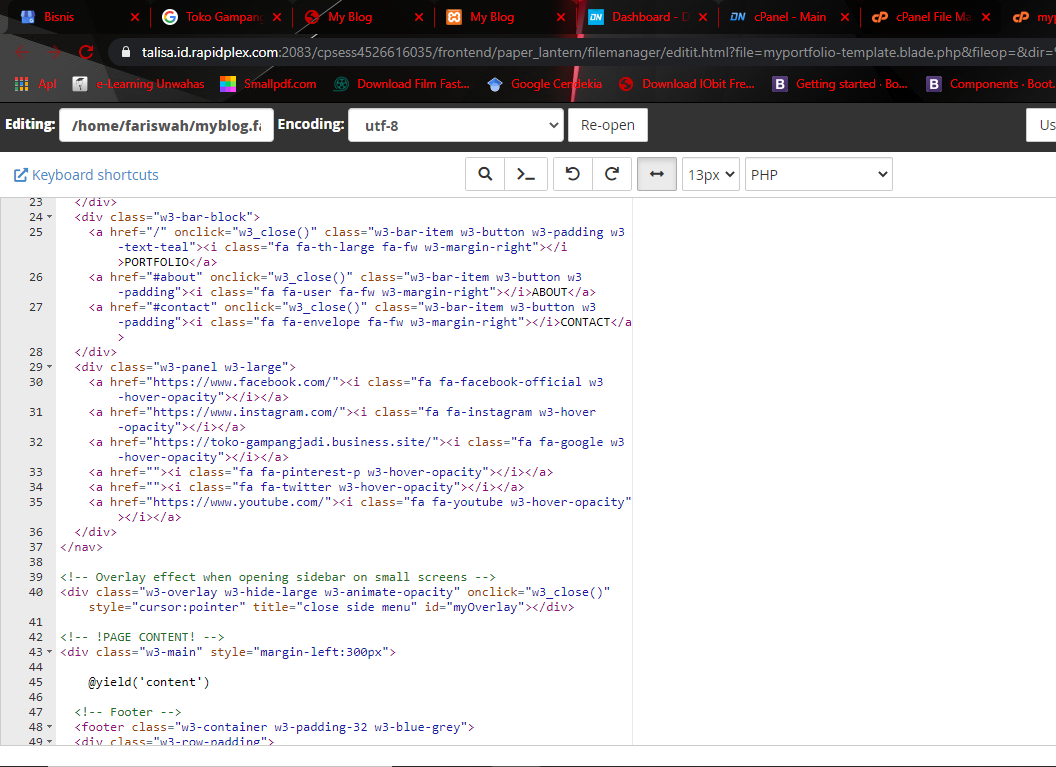 Bisnis
Toko Gampang
My Blog
My Blog
Dashboard - D
cPanel - Main
cPanel File Ma
talisa.id.rapidplex.com:2083/cpsess4526616035/frontend/paper_lantern/filemanager/editit.html?file=myportfolio-template.blade.php&fileop=&dir=
Apl e-Learning Unwahas Smallpdf.com Download Film Fast... Google Cendekia Download IObit Fre... Getting started · Bo... Components · Boot.
Editing: /home/fariswah/myblog.fa Encoding: utf-8 Re-open Us
Keyboard shortcuts 13px PHP
23 </div>
24 <div class="w3-bar-block">
25 <a href="/" onclick="w3_close()" class="w3-bar-item w3-button w3-padding w3
-text-teal"><i class="fa fa-th-large fa-fw w3-margin-right"></i
>PORTFOLIO</a>
26 <a href="#about" onclick="w3_close()" class="w3-bar-item w3-button w3
-padding"><i class="fa fa-user fa-fw w3-margin-right"></i>ABOUT</a>
27 <a href="#contact" onclick="w3_close()" class="w3-bar-item w3-button w3
-padding"><i class="fa fa-envelope fa-fw w3-margin-right"></i>CONTACT</a
>
28 </div>
29 <div class="w3-panel w3-large">
30 <a href="https://www.facebook.com/"><i class="fa fa-facebook-official w3
-hover-opacity"></i></a>
31 <a href="https://www.instagram.com/"><i class="fa fa-instagram w3-hover
-opacity"></i></a>
32 <a href="https://toko-gampangjadi.business.site/"><i class="fa fa-google w3
-hover-opacity"></i></a>
33 <a href=""><i class="fa fa-pinterest-p w3-hover-opacity"></i></a>
34 <a href=""><i class="fa fa-twitter w3-hover-opacity"></i></a>
35 <a href="https://www.youtube.com/"><i class="fa fa-youtube w3-hover-opacity"
></i></a>
36 </div>
37 </nav>
38
39 <!-- Overlay effect when opening sidebar on small screens -->
40 <div class="w3-overlay w3-hide-large w3-animate-opacity" onclick="w3_close()"
style="cursor:pointer" title="close side menu" id="myOverlay"></div>
41
42 <!-- !PAGE CONTENT! -->
43 <div class="w3-main" style="margin-left:300px">
44
45 @yield('content')
46
47 <!-- Footer -->
48 <footer class="w3-container w3-padding-32 w3-blue-grey">
49 <div class="w3-row-padding">